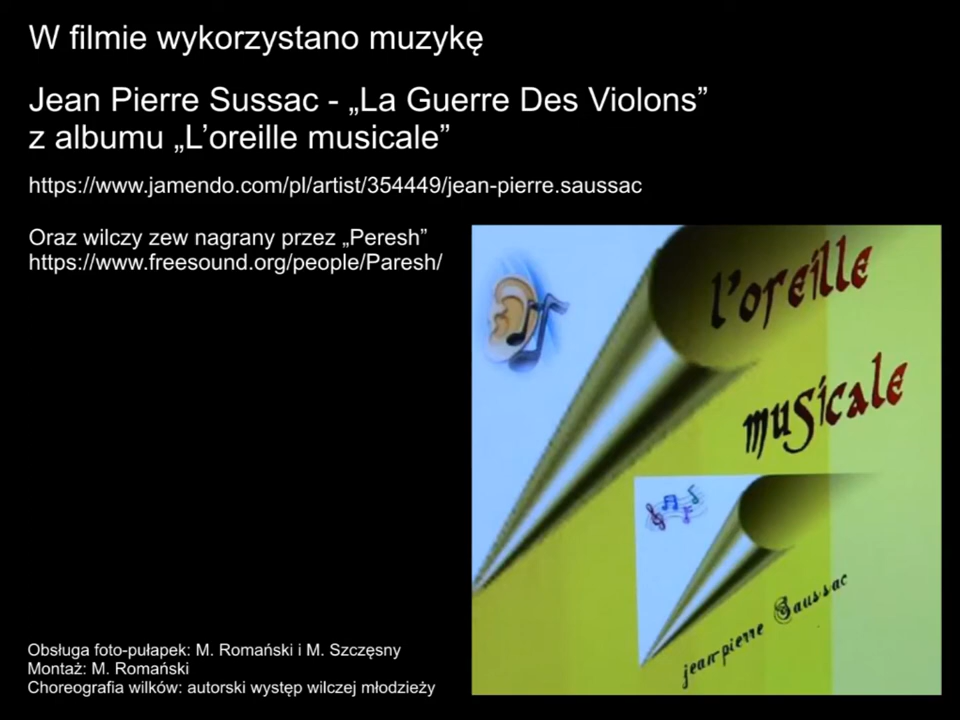 W filmie wykorzystano muzykę
Jean Pierre Sussac - „La Guerre Des Violons”
z albumu „L’oreille musicale”
https://www.jamendo.com/pl/artist/354449/jean-pierre.saussac
Oraz wilczy zew nagrany przez „Peresh”
https://www.freesound.org/people/Paresh/
l'oreille
musicale
jean-pierre Saussac
Obsługa foto-pułapek: M. Romański i M. Szczęsny
Montaż: M. Romański
Choreografia wilków: autorski występ wilczej młodzieży